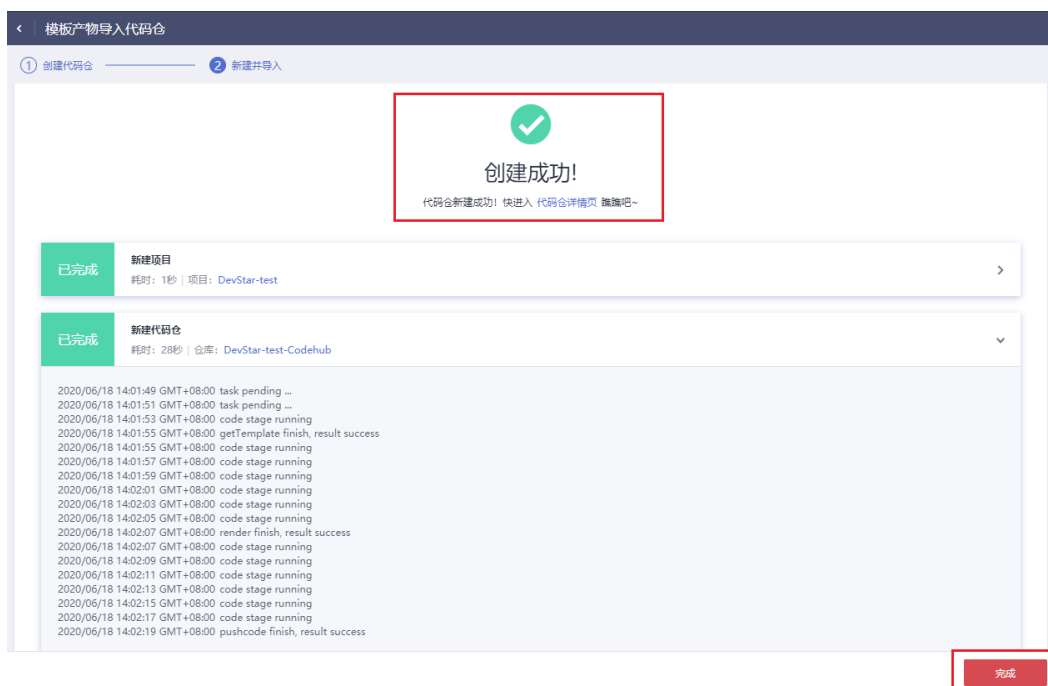 模板产物导入代码仓
1 创建代码仓 2 新建并导入
创建成功!
代码仓新建成功! 快进入 代码仓详情页 瞧瞧吧~
已完成
新建项目
耗时: 1秒 | 项目: DevStar-test
已完成
新建代码仓
耗时: 28秒 | 仓库: DevStar-test-Codehub
2020/06/18 14:01:49 GMT+08:00 task pending ...
2020/06/18 14:01:51 GMT+08:00 task pending ...
2020/06/18 14:01:53 GMT+08:00 code stage running
2020/06/18 14:01:55 GMT+08:00 getTemplate finish, result success
2020/06/18 14:01:55 GMT+08:00 code stage running
2020/06/18 14:01:57 GMT+08:00 code stage running
2020/06/18 14:01:59 GMT+08:00 code stage running
2020/06/18 14:02:01 GMT+08:00 code stage running
2020/06/18 14:02:03 GMT+08:00 code stage running
2020/06/18 14:02:05 GMT+08:00 code stage running
2020/06/18 14:02:07 GMT+08:00 render finish, result success
2020/06/18 14:02:07 GMT+08:00 code stage running
2020/06/18 14:02:09 GMT+08:00 code stage running
2020/06/18 14:02:11 GMT+08:00 code stage running
2020/06/18 14:02:13 GMT+08:00 code stage running
2020/06/18 14:02:15 GMT+08:00 code stage running
2020/06/18 14:02:17 GMT+08:00 code stage running
2020/06/18 14:02:19 GMT+08:00 pushcode finish, result success
完成